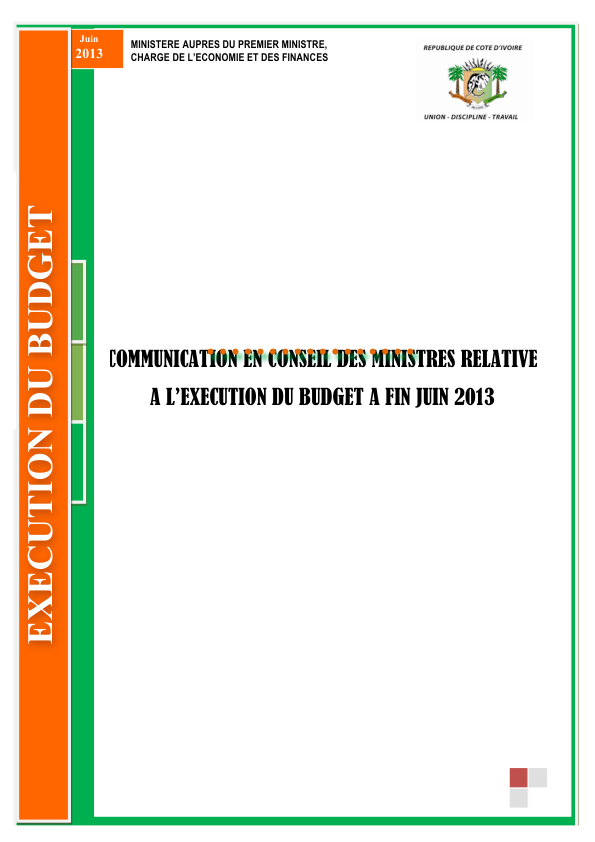 Juin
2013
MINISTERE AUPRES DU PREMIER MINISTRE,
CHARGE DE L'ECONOMIE ET DES FINANCES
REPUBLIQUE DE COTE D'IVOIRE
UNION - DISCIPLINE - TRAVAIL
EXECUTION DU BUDGET
COMMUNICATION EN CONSEIL DES MINISTRES RELATIVE
A L’EXECUTION DU BUDGET A FIN JUIN 2013